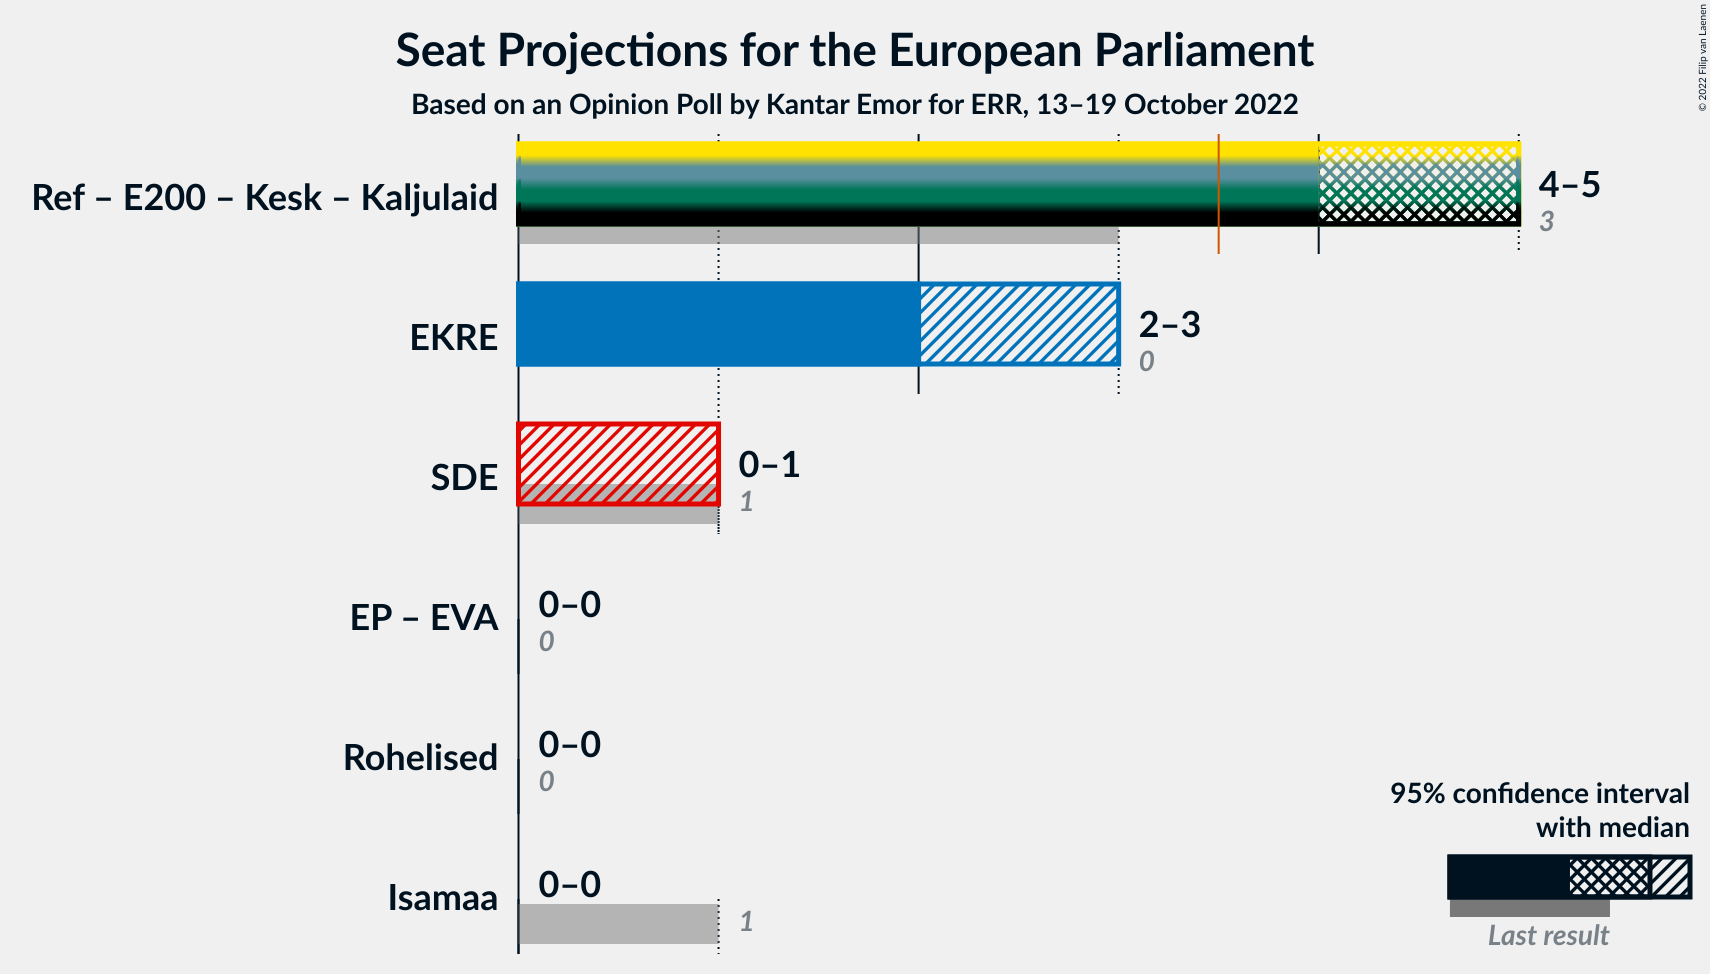 Seat Projections for the European Parliament
Based on an Opinion Poll by Kantar Emor for ERR, 13–19 October 2022
© 2022 Filip van Laenen
Ref – E200 – Kesk – Kaljulaid
4–5
3
EKRE
2–3
0
SDE
0–1
1
EP – EVA
0–0
0
Rohelised
0–0
0
Isamaa
0–0
1
95% confidence interval
with median
Last result